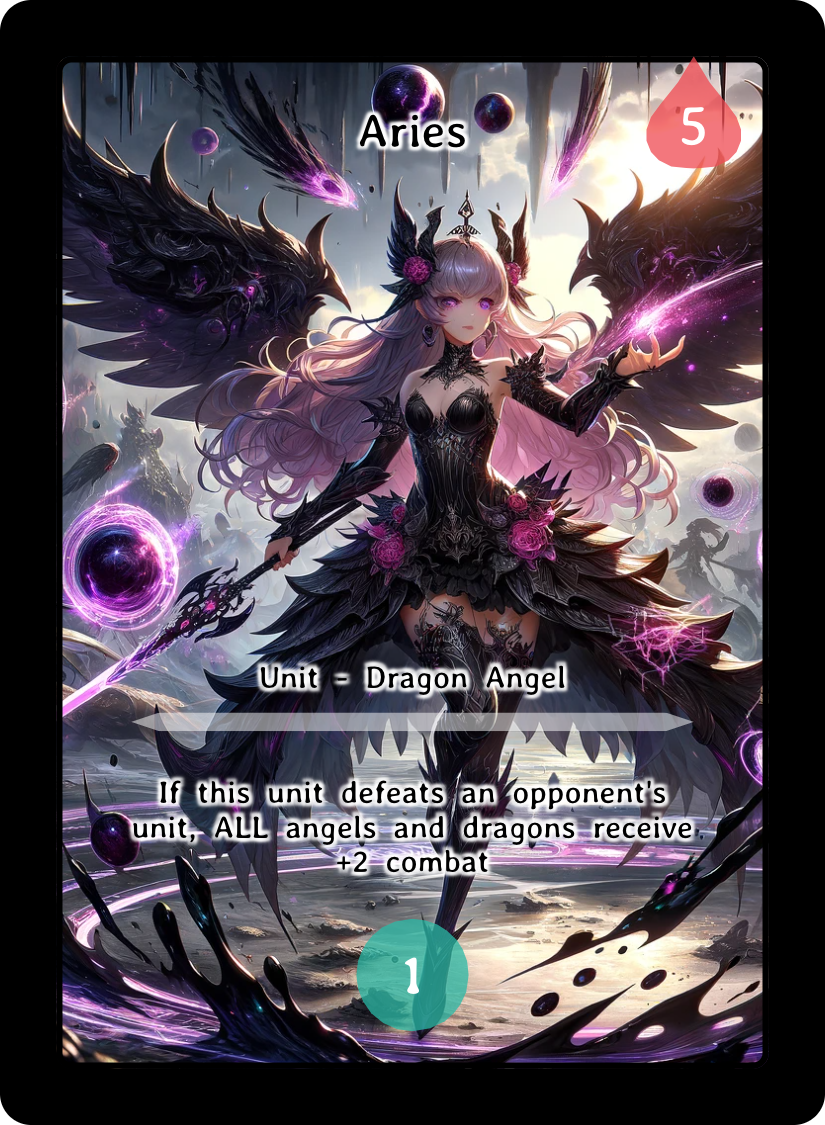 Aries
5
Unit - Dragon Angel
If this unit defeats an opponent's
unit, ALL angels and dragons receive
+2 combat
1